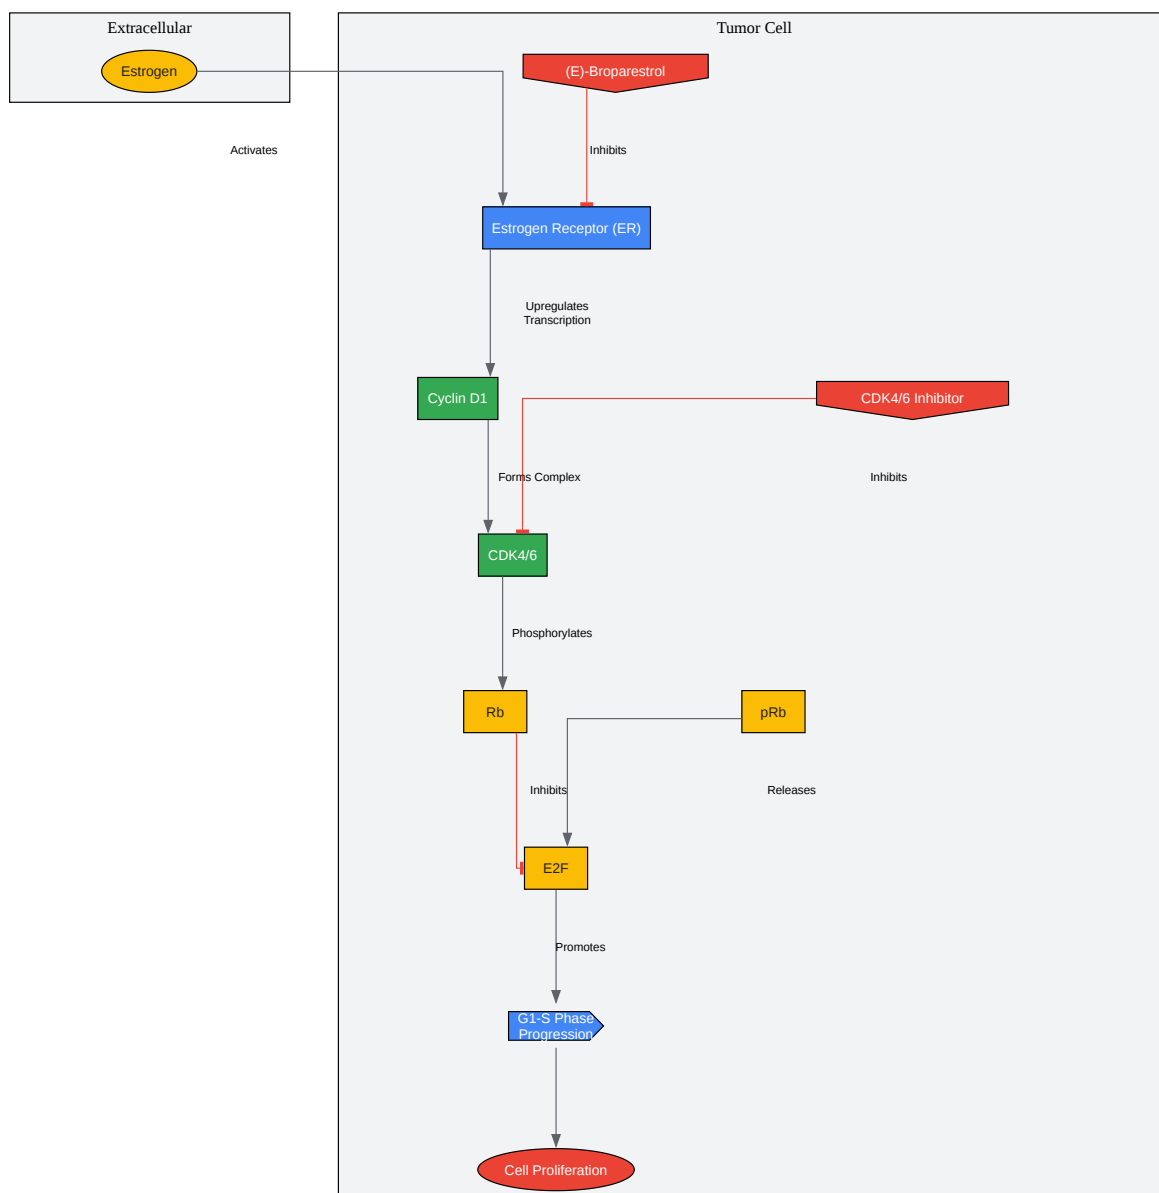 Extracellular
Tumor Cell
Estrogen
(E)-Broparestrol
Activates
Inhibits
Estrogen Receptor (ER)
Upregulates
Transcription
Cyclin D1
CDK4/6 Inhibitor
Forms Complex
Inhibits
CDK4/6
Phosphorylates
Rb
pRb
Inhibits
Releases
E2F
Promotes
G1-S Phase
Progression
Cell Proliferation